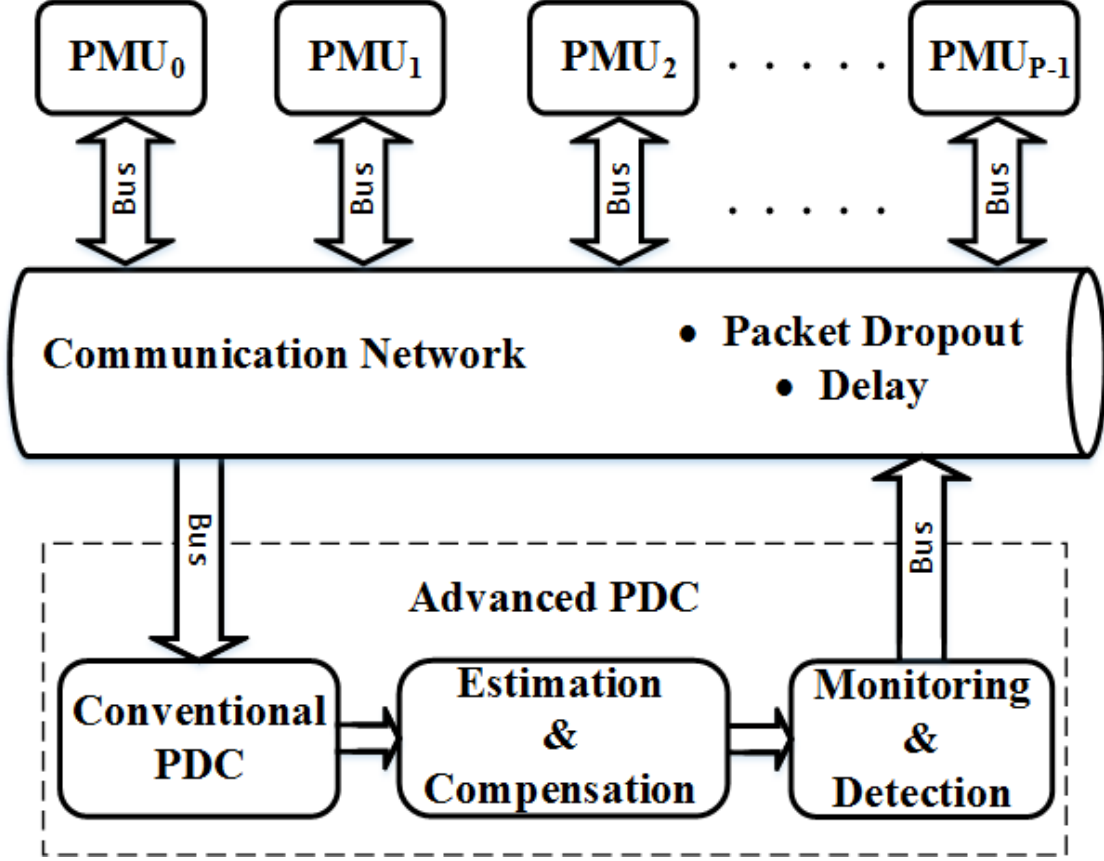 PMU₀ PMU₁ PMU₂ . . . . . PMU_P-1
Bus Bus Bus . . . . . Bus
Communication Network
• Packet Dropout
• Delay
Bus
Bus
Advanced PDC
Conventional
PDC
Estimation
&
Compensation
Monitoring
&
Detection